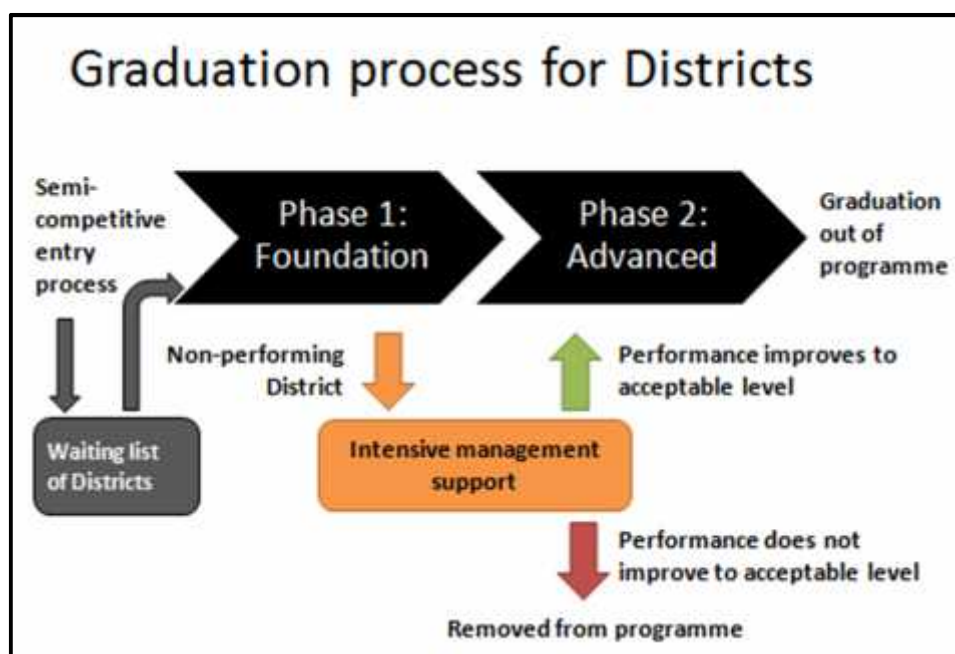 Graduation process for Districts
Semi-
competitive
entry
process
Phase 1:
Foundation
Phase 2:
Advanced
Graduation
out of
programme
Non-performing
District
Performance improves to
acceptable level
Waiting list
of Districts
Intensive management
support
Performance does not
improve to acceptable level
Removed from programme